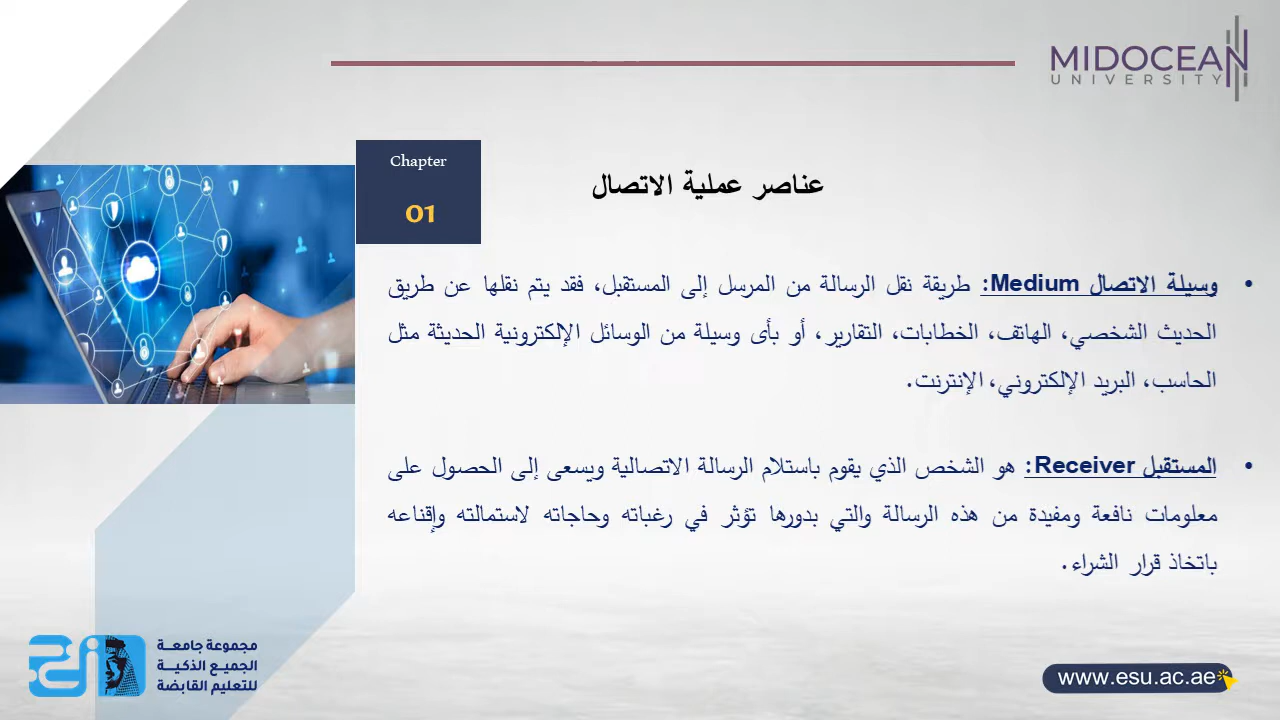 MIDOCEAN
UNIVERSITY
Chapter
01
عناصر عملية الاتصال
• وسيلة الاتصال Medium: طريقة نقل الرسالة من المرسل إلى المستقبل، فقد يتم نقلها عن طريق
الحديث الشخصي، الهاتف، الخطابات، التقارير، أو بأى وسيلة من الوسائل الإلكترونية الحديثة مثل
الحاسب، البريد الإلكتروني، الإنترنت.
• المستقبل Receiver: هو الشخص الذي يقوم باستلام الرسالة الاتصالية ويسعى إلى الحصول على
معلومات نافعة ومفيدة من هذه الرسالة والتي بدورها تؤثر في رغباته وحاجاته لاستمالته وإقناعه
باتخاذ قرار الشراء.
مجموعة جامعة
الجميع الذكية
للتعليم القابضة
www.esu.ac.ae